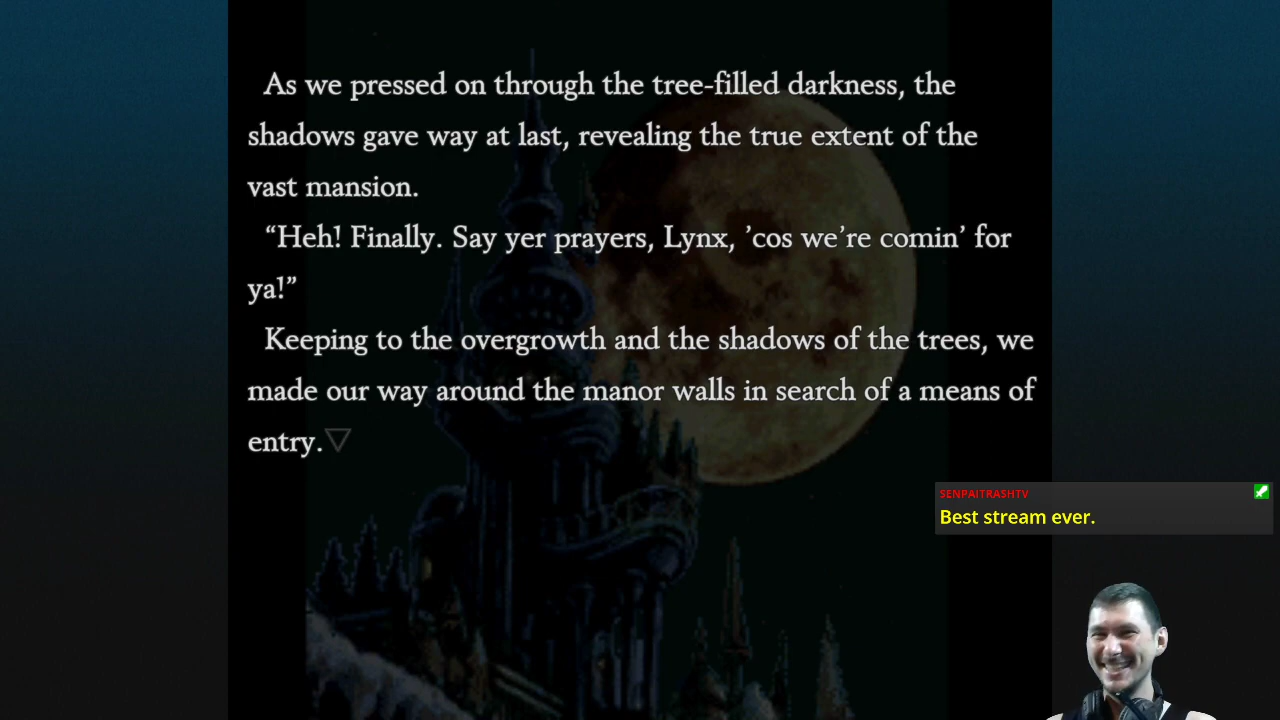 As we pressed on through the tree-filled darkness, the
shadows gave way at last, revealing the true extent of the
vast mansion.
“Heh! Finally. Say yer prayers, Lynx, ’cos we’re comin’ for
ya!”
Keeping to the overgrowth and the shadows of the trees, we
made our way around the manor walls in search of a means of
entry.
SENPAITRASHTV
Best stream ever.